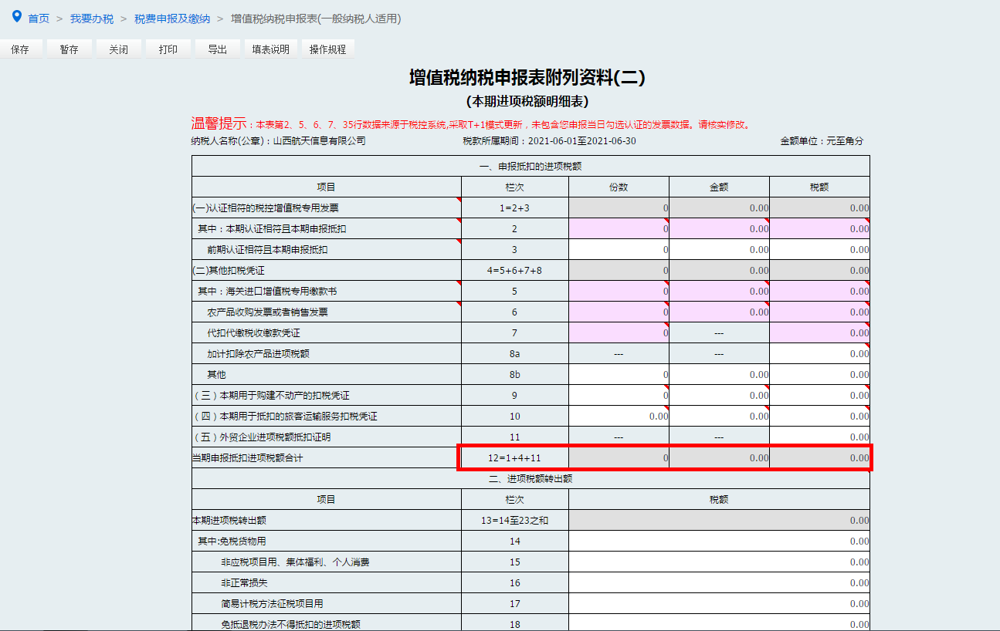 首页 > 我要办税 > 税费申报及缴纳 > 增值税纳税申报表(一般纳税人适用)
保存 暂存 关闭 打印 导出 填表说明 操作规程
增值税纳税申报表附列资料(二)
(本期进项税额明细表)
温馨提示：本表第2、5、6、7、35行数据来源于税控系统,采取T+1模式更新，未包含您申报当日勾选认证的发票数据。请核实修改。
纳税人名称(公章)：山西航天信息有限公司 税款所属期间：2021-06-01至2021-06-30 金额单位：元至角分
一、申报抵扣的进项税额
项目 栏次 份数 金额 税额
(一)认证相符的税控增值税专用发票 1=2+3 0 0.00 0.00
其中：本期认证相符且本期申报抵扣 2 0 0.00 0.00
前期认证相符且本期申报抵扣 3 0 0.00 0.00
(二)其他扣税凭证 4=5+6+7+8 0 0.00 0.00
其中：海关进口增值税专用缴款书 5 0 0.00 0.00
农产品收购发票或者销售发票 6 0 0.00 0.00
代扣代缴税收缴款凭证 7 0 --- 0.00
加计扣除农产品进项税额 8a --- --- 0.00
其他 8b 0 0.00 0.00
（三）本期用于购建不动产的扣税凭证 9 0 0.00 0.00
（四）本期用于抵扣的旅客运输服务扣税凭证 10 0.00 0.00 0.00
（五）外贸企业进项税额抵扣证明 11 --- --- 0.00
当期申报抵扣进项税额合计 12=1+4+11 0 0.00 0.00
二、进项税额转出额
项目 栏次 税额
本期进项税转出额 13=14至23之和 0.00
其中:免税货物用 14 0.00
非应税项目用、集体福利、个人消费 15 0.00
非正常损失 16 0.00
简易计税方法征税项目用 17 0.00
免抵退税办法不得抵扣的进项税额 18 0.00